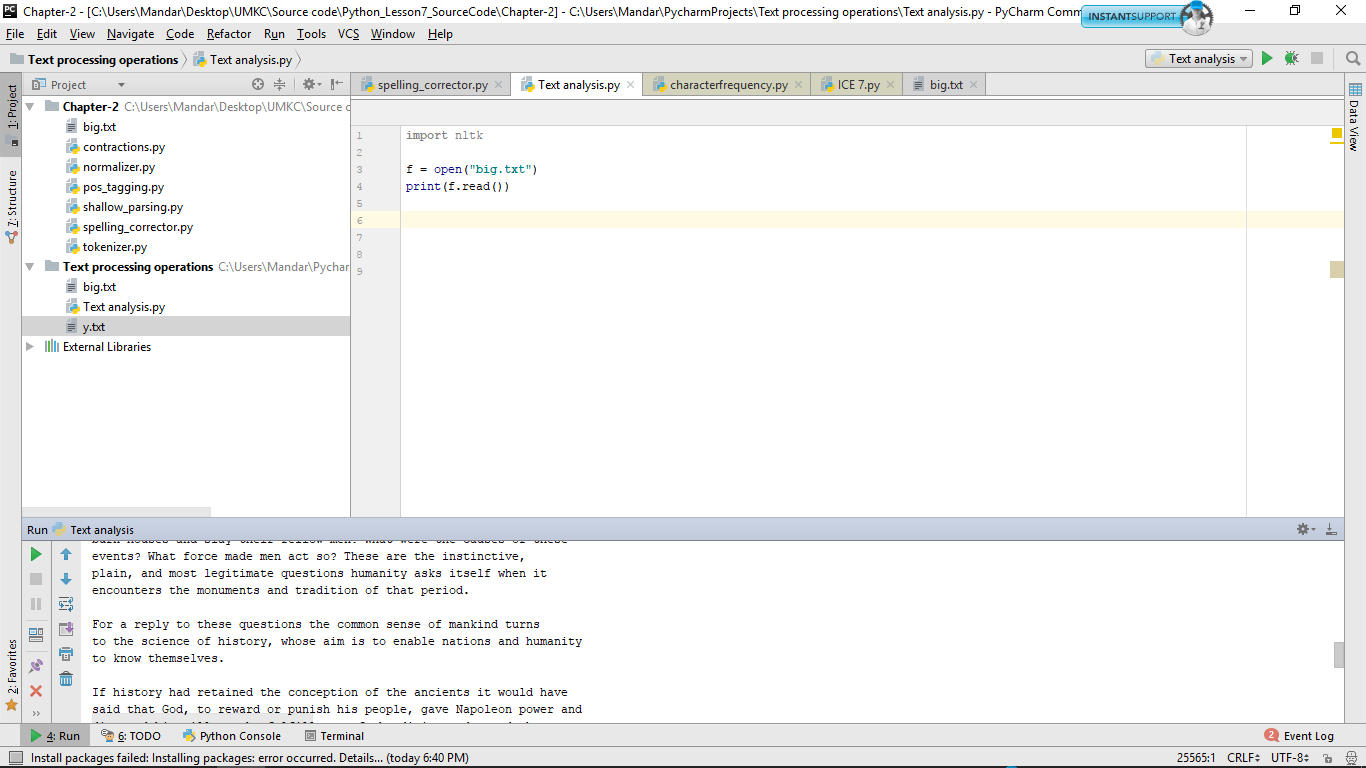 Chapter-2 - [C:\Users\Mandar\Desktop\UMKC\Source code\Python_Lesson7_SourceCode\Chapter-2] - C:\Users\Mandar\PycharmProjects\Text processing operations\Text analysis.py - PyCharm Comm
INSTANTSUPPORT
File Edit View Navigate Code Refactor Run Tools VCS Window Help
Text processing operations Text analysis.py
Text analysis
Project
spelling_corrector.py Text analysis.py characterfrequency.py ICE 7.py big.txt
1: Project
7: Structure
2: Favorites
Data View
Chapter-2 C:\Users\Mandar\Desktop\UMKC\Source c
big.txt
contractions.py
normalizer.py
pos_tagging.py
shallow_parsing.py
spelling_corrector.py
tokenizer.py
Text processing operations C:\Users\Mandar\Pychar
big.txt
Text analysis.py
y.txt
External Libraries
1 import nltk
2
3 f = open("big.txt")
4 print(f.read())
5
6
7
8
9
Run Text analysis
events? What force made men act so? These are the instinctive,
plain, and most legitimate questions humanity asks itself when it
encounters the monuments and tradition of that period.
For a reply to these questions the common sense of mankind turns
to the science of history, whose aim is to enable nations and humanity
to know themselves.
If history had retained the conception of the ancients it would have
said that God, to reward or punish his people, gave Napoleon power and
4: Run 6: TODO Python Console Terminal 2 Event Log
Install packages failed: Installing packages: error occurred. Details... (today 6:40 PM) 25565:1 CRLF UTF-8